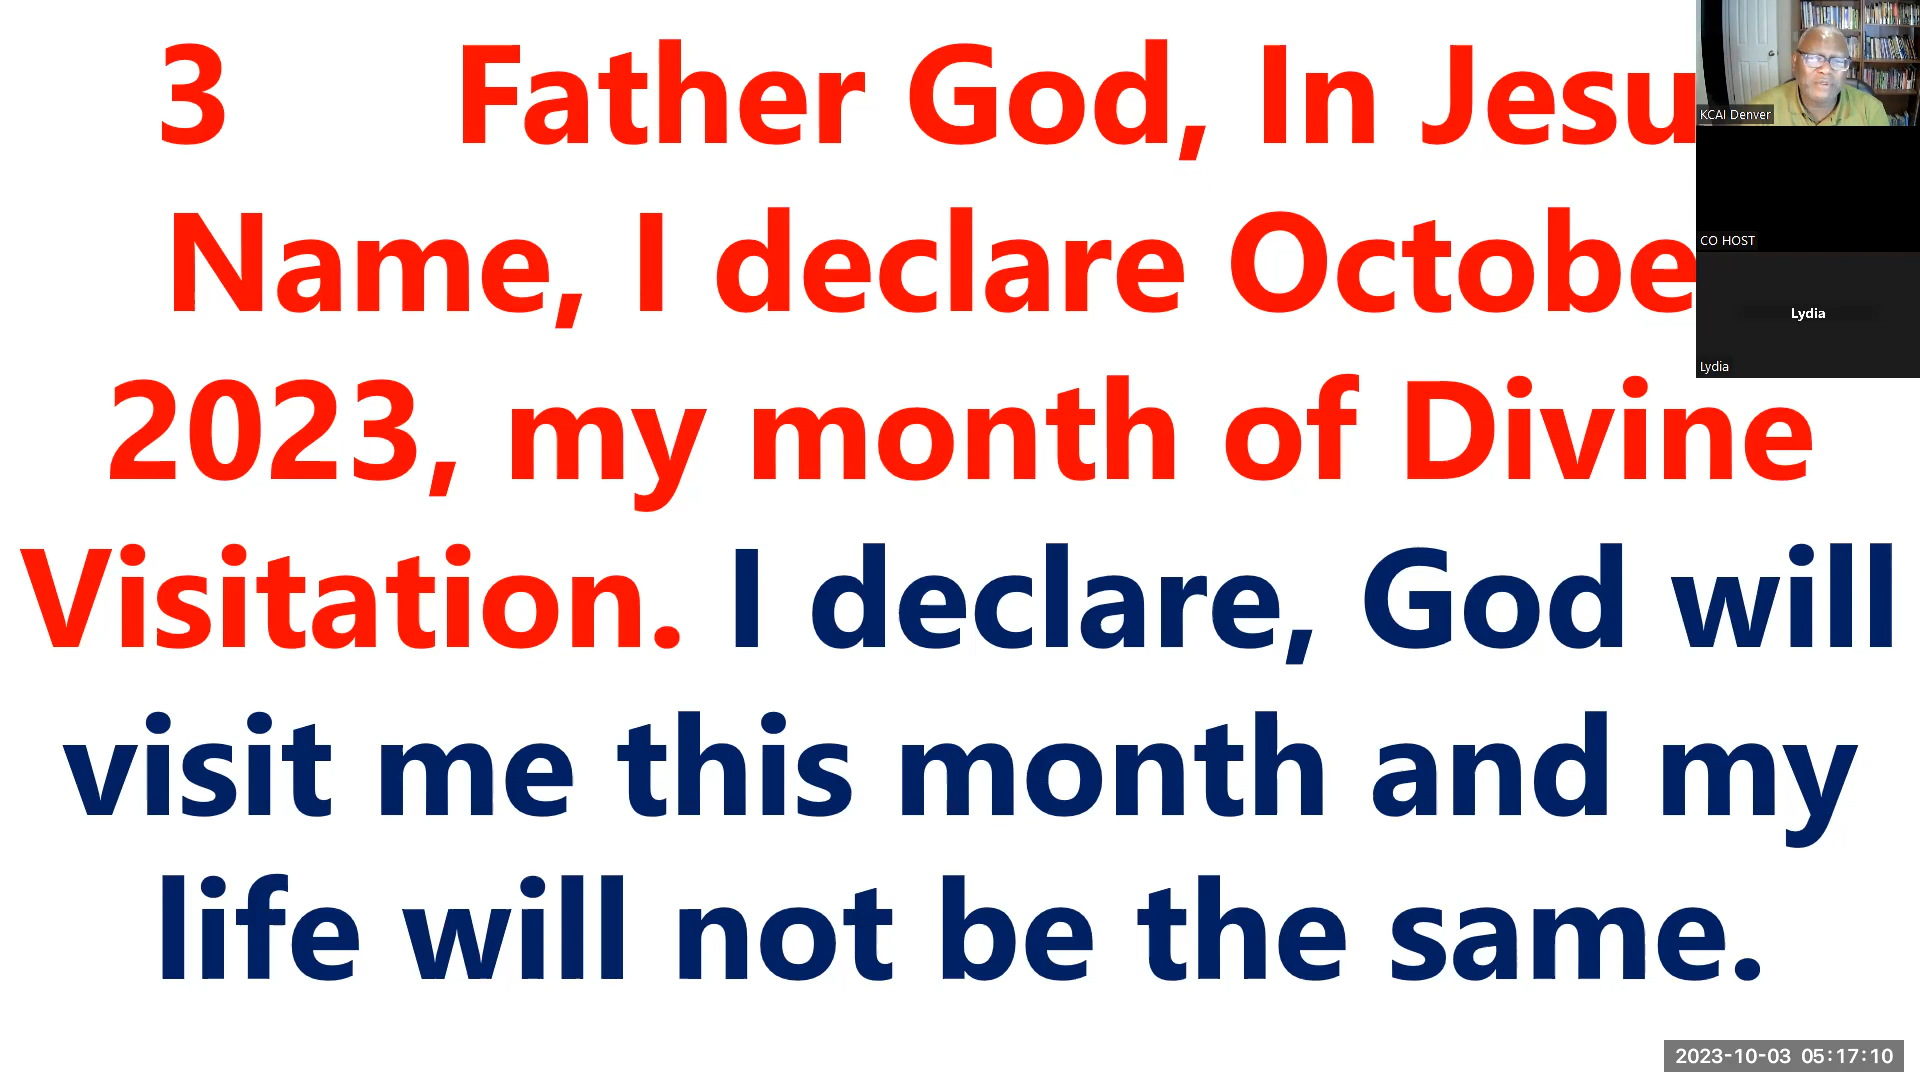 3 Father God, In Jesu
Name, I declare Octobe
2023, my month of Divine
Visitation. I declare, God will
visit me this month and my
life will not be the same.
KCAI Denver
CO HOST
Lydia
Lydia
2023-10-03 05:17:10